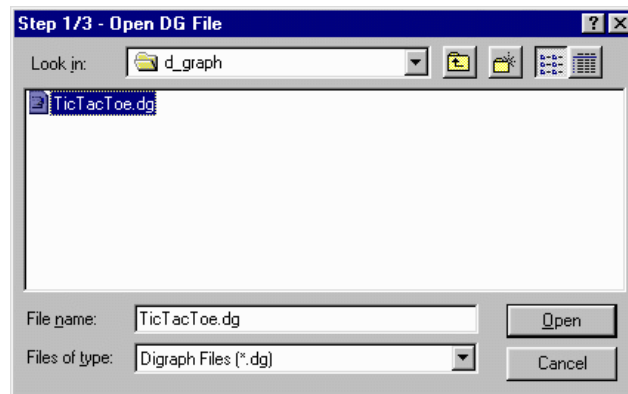 Step 1/3 - Open DG File
Look in: d_graph
TicTacToe.dg
File name: TicTacToe.dg Open
Files of type: Digraph Files (*.dg) Cancel